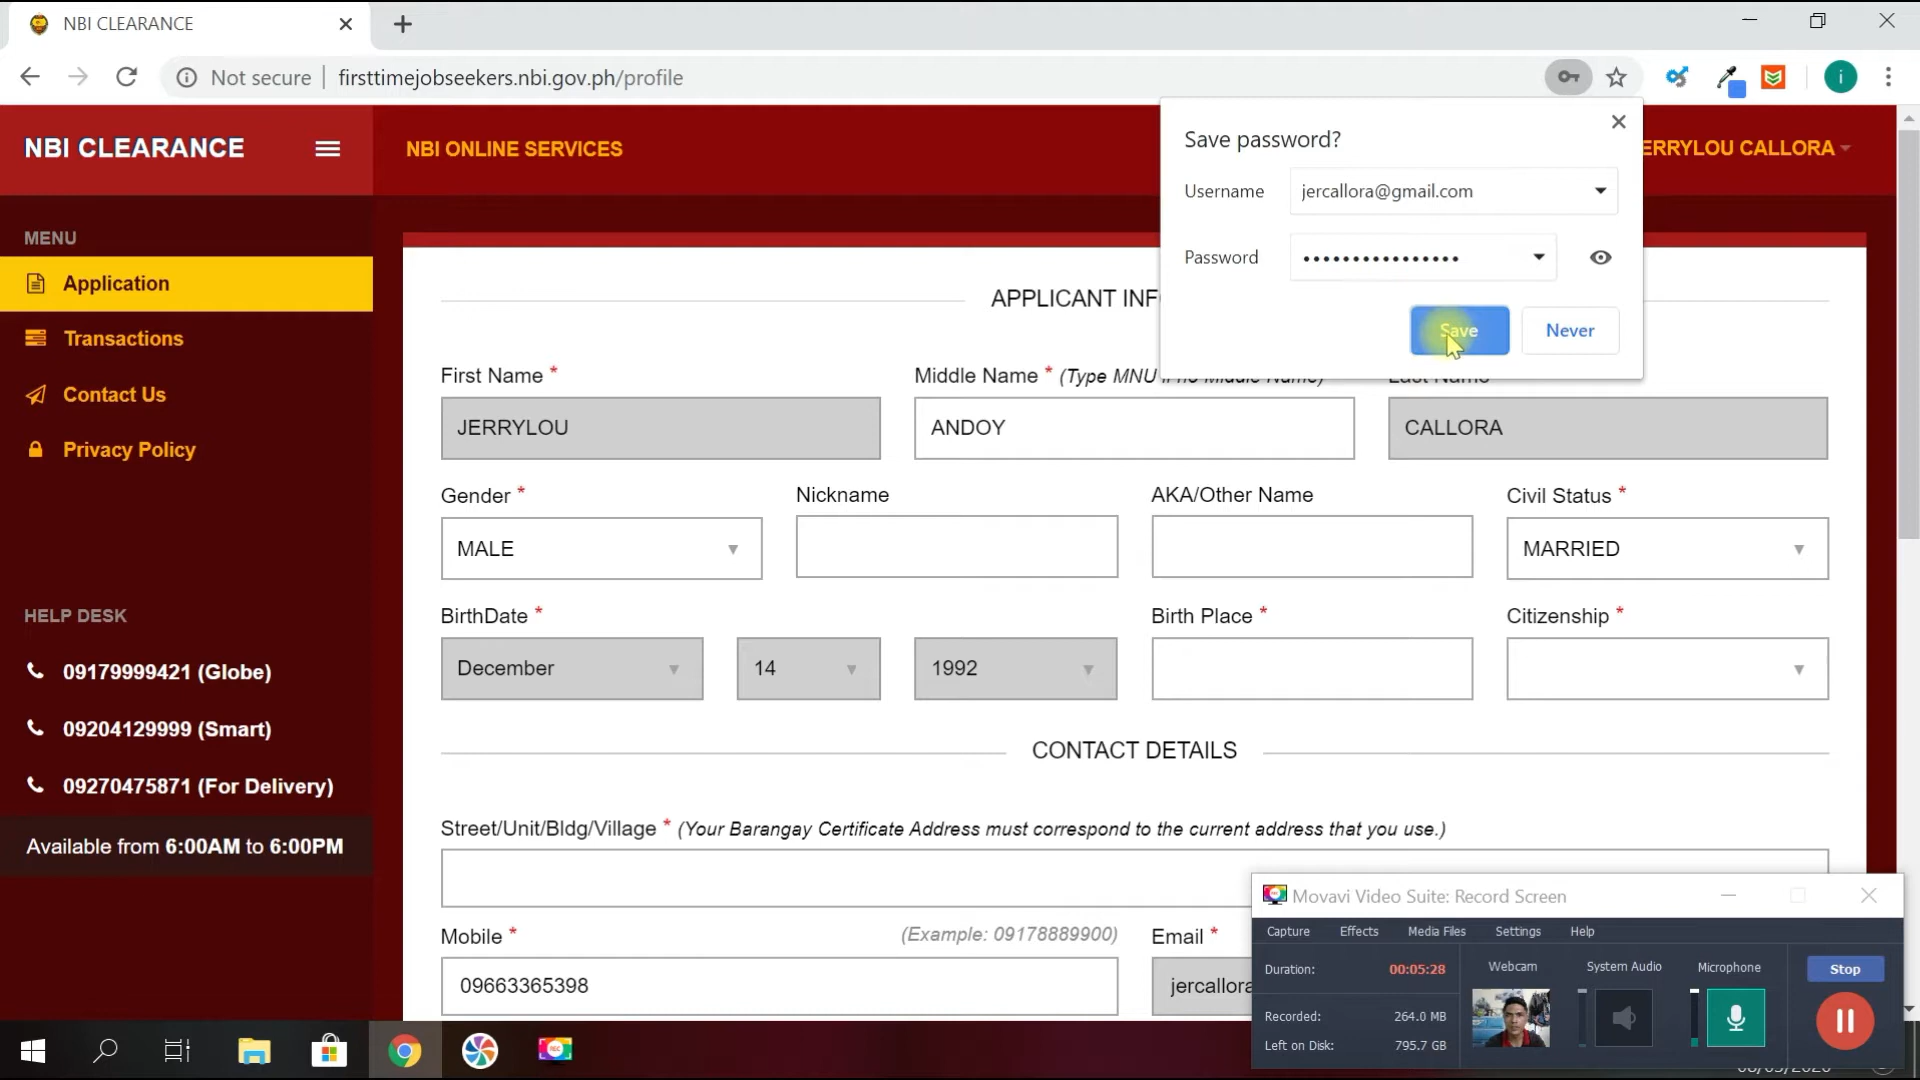 NBI CLEARANCE
Not secure
firsttimejobseekers.nbi.gov.ph/profile
i
NBI CLEARANCE
NBI ONLINE SERVICES
ERRYLOU CALLORA
Save password?
Username
jercallora@gmail.com
Password
••••••••••••••••
Save
Never
MENU
Application
Transactions
Contact Us
Privacy Policy
HELP DESK
09179999421 (Globe)
09204129999 (Smart)
09270475871 (For Delivery)
Available from 6:00AM to 6:00PM
APPLICANT INF
First Name *
Middle Name * (Type MNU if no Middle Name)
Last Name
JERRYLOU
ANDOY
CALLORA
Gender *
Nickname
AKA/Other Name
Civil Status *
MALE
MARRIED
BirthDate *
Birth Place *
Citizenship *
December
14
1992
CONTACT DETAILS
Street/Unit/Bldg/Village * (Your Barangay Certificate Address must correspond to the current address that you use.)
Mobile *
(Example: 09178889900)
Email *
09663365398
jercallora
Movavi Video Suite: Record Screen
Capture
Effects
Media Files
Settings
Help
Duration:
00:05:28
Webcam
System Audio
Microphone
Stop
Recorded:
264.0 MB
Left on Disk:
795.7 GB